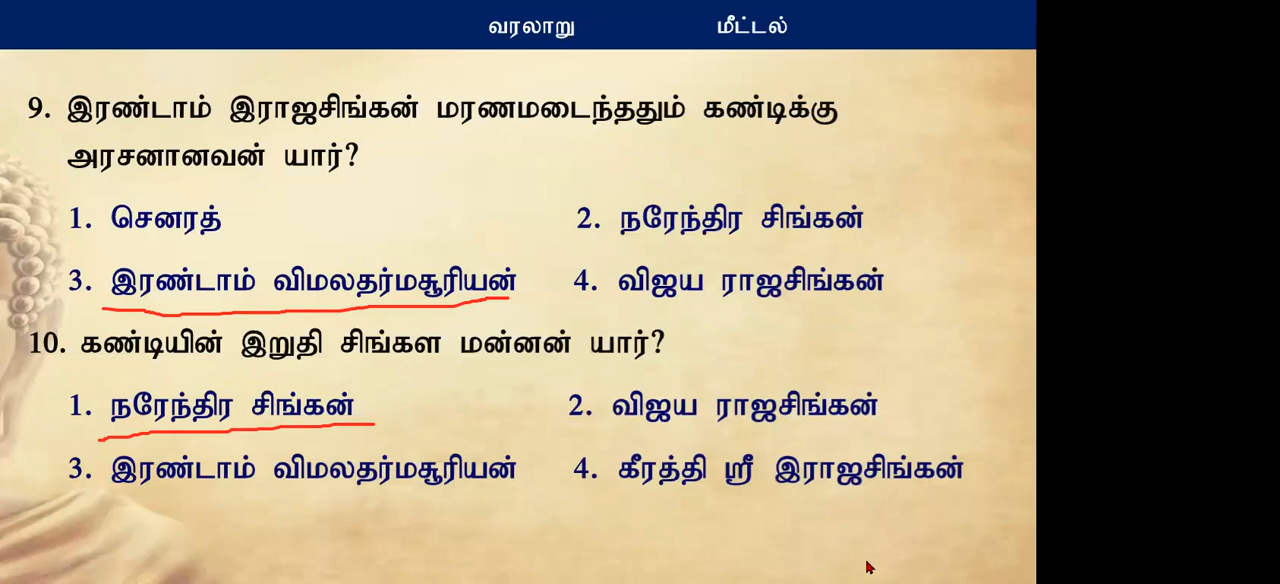 வரலாறு மீட்டல்
9. இரண்டாம் இராஜசிங்கன் மரணமடைந்ததும் கண்டிக்கு
அரசனானவன் யார்?
1. செனரத் 2. நரேந்திர சிங்கன்
3. இரண்டாம் விமலதர்மசூரியன் 4. விஜய ராஜசிங்கன்
10. கண்டியின் இறுதி சிங்கள மன்னன் யார்?
1. நரேந்திர சிங்கன் 2. விஜய ராஜசிங்கன்
3. இரண்டாம் விமலதர்மசூரியன் 4. கீரத்தி ஸ்ரீ இராஜசிங்கன்